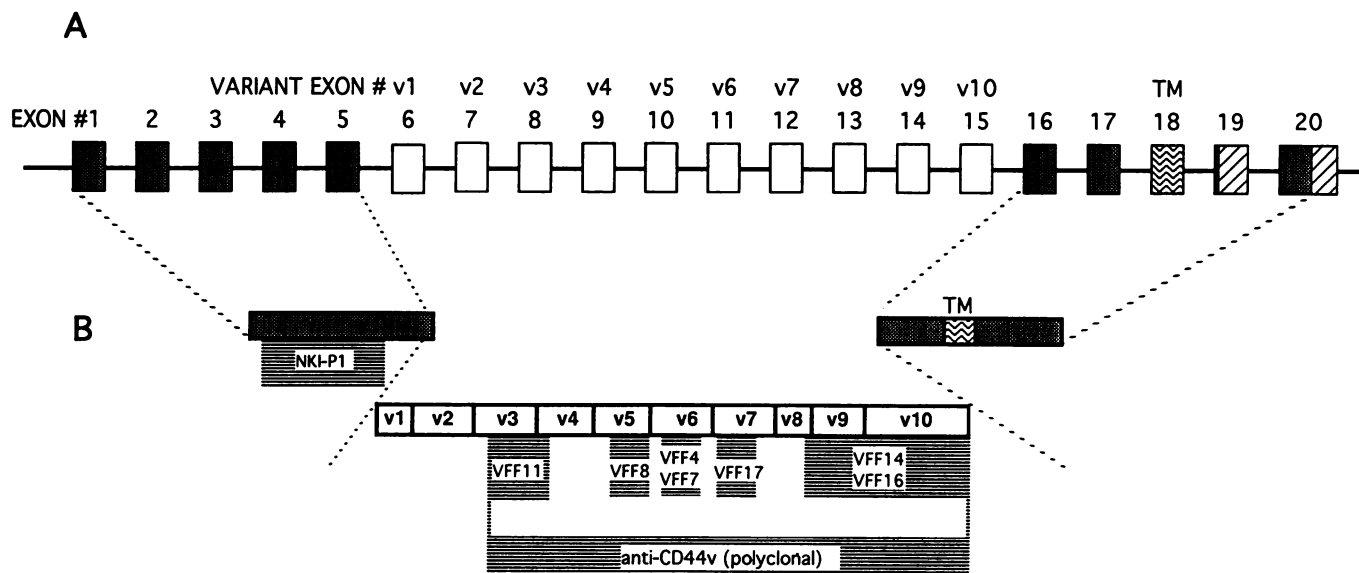 A
VARIANT EXON # v1 v2 v3 v4 v5 v6 v7 v8 v9 v10 TM
EXON #1 2 3 4 5 6 7 8 9 10 11 12 13 14 15 16 17 18 19 20
B
TM
NKI-P1
v1 v2 v3 v4 v5 v6 v7 v8 v9 v10
VFF11 VFF8 VFF4 VFF17 VFF14
VFF7 VFF16
anti-CD44v (polyclonal)